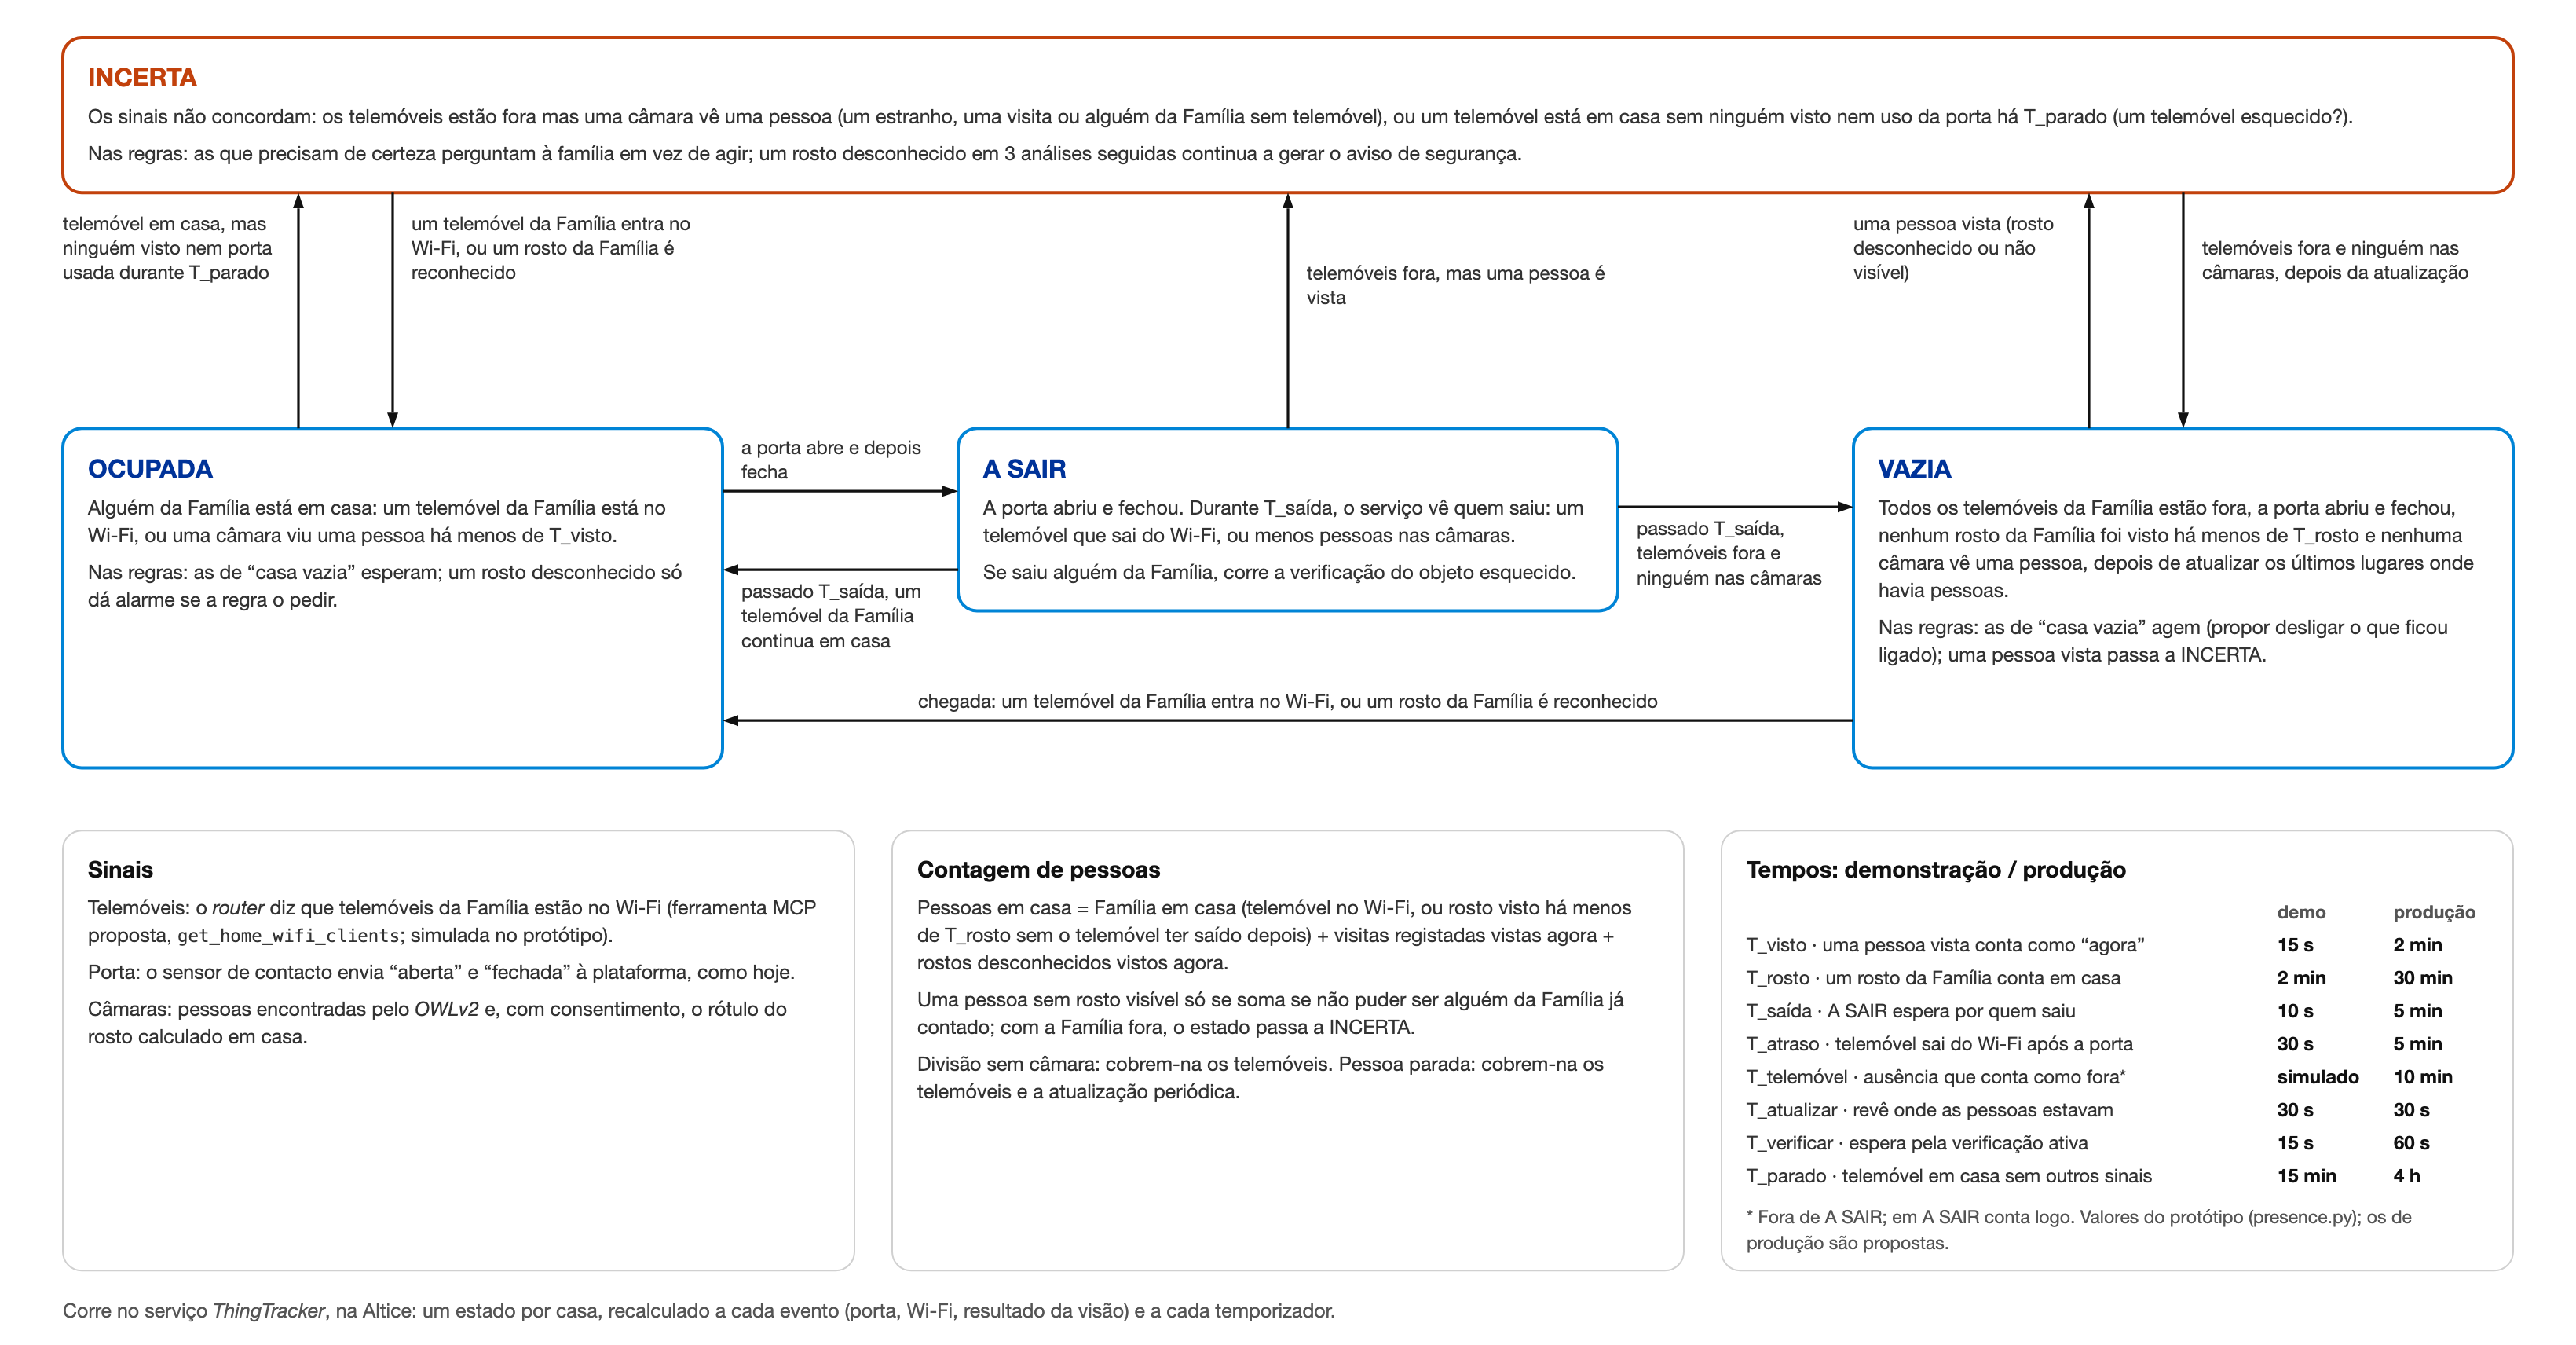 INCERTA
Os sinais não concordam: os telemóveis estão fora mas uma câmara vê uma pessoa (um estranho, uma visita ou alguém da Família sem telemóvel), ou um telemóvel está em casa sem ninguém visto nem uso da porta há T_parado (um telemóvel esquecido?).
Nas regras: as que precisam de certeza perguntam à família em vez de agir; um rosto desconhecido em 3 análises seguidas continua a gerar o aviso de segurança.
telemóvel em casa, mas
ninguém visto nem porta
usada durante T_parado
um telemóvel da Família entra no
Wi-Fi, ou um rosto da Família é
reconhecido
telemóveis fora, mas uma pessoa é
vista
uma pessoa vista (rosto
desconhecido ou não
visível)
telemóveis fora e ninguém nas
câmaras, depois da atualização
OCUPADA
Alguém da Família está em casa: um telemóvel da Família está no
Wi-Fi, ou uma câmara viu uma pessoa há menos de T_visto.
Nas regras: as de “casa vazia” esperam; um rosto desconhecido só
dá alarme se a regra o pedir.
a porta abre e depois
fecha
passado T_saída, um
telemóvel da Família
continua em casa
A SAIR
A porta abriu e fechou. Durante T_saída, o serviço vê quem saiu: um
telemóvel que sai do Wi-Fi, ou menos pessoas nas câmaras.
Se saiu alguém da Família, corre a verificação do objeto esquecido.
passado T_saída,
telemóveis fora e
ninguém nas câmaras
VAZIA
Todos os telemóveis da Família estão fora, a porta abriu e fechou,
nenhum rosto da Família foi visto há menos de T_rosto e nenhuma
câmara vê uma pessoa, depois de atualizar os últimos lugares onde
havia pessoas.
Nas regras: as de “casa vazia” agem (propor desligar o que ficou
ligado); uma pessoa vista passa a INCERTA.
chegada: um telemóvel da Família entra no Wi-Fi, ou um rosto da Família é reconhecido
Sinais
Telemóveis: o router diz que telemóveis da Família estão no Wi-Fi (ferramenta MCP
proposta, get_home_wifi_clients; simulada no protótipo).
Porta: o sensor de contacto envia “aberta” e “fechada” à plataforma, como hoje.
Câmaras: pessoas encontradas pelo OWLv2 e, com consentimento, o rótulo do
rosto calculado em casa.
Contagem de pessoas
Pessoas em casa = Família em casa (telemóvel no Wi-Fi, ou rosto visto há menos
de T_rosto sem o telemóvel ter saído depois) + visitas registadas vistas agora +
rostos desconhecidos vistos agora.
Uma pessoa sem rosto visível só se soma se não puder ser alguém da Família já
contado; com a Família fora, o estado passa a INCERTA.
Divisão sem câmara: cobrem-na os telemóveis. Pessoa parada: cobrem-na os
telemóveis e a atualização periódica.
Tempos: demonstração / produção
demo produção
T_visto · uma pessoa vista conta como “agora” 15 s 2 min
T_rosto · um rosto da Família conta em casa 2 min 30 min
T_saída · A SAIR espera por quem saiu 10 s 5 min
T_atraso · telemóvel sai do Wi-Fi após a porta 30 s 5 min
T_telemóvel · ausência que conta como fora* simulado 10 min
T_atualizar · revê onde as pessoas estavam 30 s 30 s
T_verificar · espera pela verificação ativa 15 s 60 s
T_parado · telemóvel em casa sem outros sinais 15 min 4 h
* Fora de A SAIR; em A SAIR conta logo. Valores do protótipo (presence.py); os de
produção são propostas.
Corre no serviço ThingTracker, na Altice: um estado por casa, recalculado a cada evento (porta, Wi-Fi, resultado da visão) e a cada temporizador.